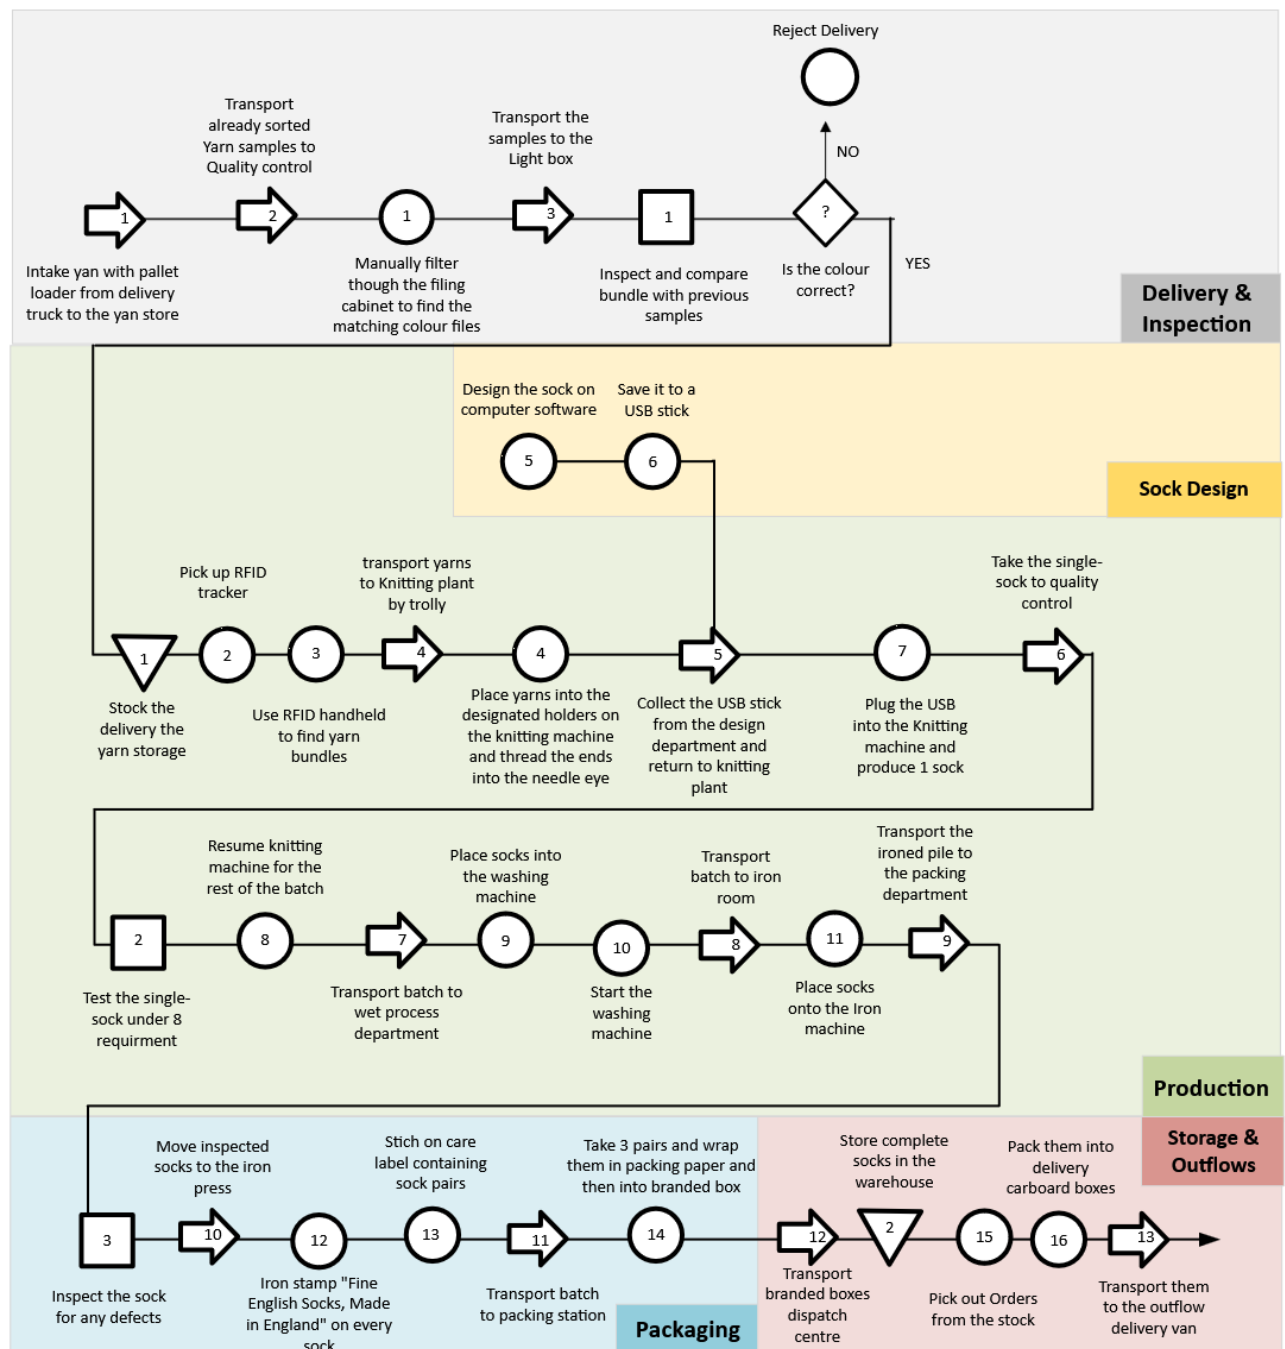 Reject Delivery
NO
Transport
already sorted
Yarn samples to
Quality control
Transport the
samples to the
Light box
1
2
1
3
1
?
Intake yan with pallet
loader from delivery
truck to the yan store
Manually filter
though the filing
cabinet to find the
matching colour files
Inspect and compare
bundle with previous
samples
Is the colour
correct?
YES
Delivery &
Inspection
Design the sock on
computer software
Save it to a
USB stick
5
6
Sock Design
Pick up RFID
tracker
transport yarns
to Knitting plant
by trolly
Take the single-
sock to quality
control
1
2
3
4
4
5
7
6
Stock the
delivery the
yarn storage
Use RFID handheld
to find yarn
bundles
Place yarns into the
designated holders on
the knitting machine
and thread the ends
into the needle eye
Collect the USB stick
from the design
department and
return to knitting
plant
Plug the USB
into the Knitting
machine and
produce 1 sock
Resume knitting
machine for the
rest of the batch
Place socks into
the washing
machine
Transport
batch to iron
room
Transport the
ironed pile to
the packing
department
2
8
7
9
10
8
11
9
Test the single-
sock under 8
requirment
Transport batch to
wet process
department
Start the
washing
machine
Place socks
onto the Iron
machine
Production
Move inspected
socks to the iron
press
Stich on care
label containing
sock pairs
Take 3 pairs and wrap
them in packing paper and
then into branded box
Store complete
socks in the
warehouse
Pack them into
delivery
carboard boxes
Storage &
Outflows
3
10
12
13
11
14
12
2
15
16
13
Inspect the sock
for any defects
Iron stamp "Fine
English Socks, Made
in England" on every
sock
Transport batch
to packing station
Packaging
Transport
branded boxes
dispatch
centre
Pick out Orders
from the stock
Transport them
to the outflow
delivery van